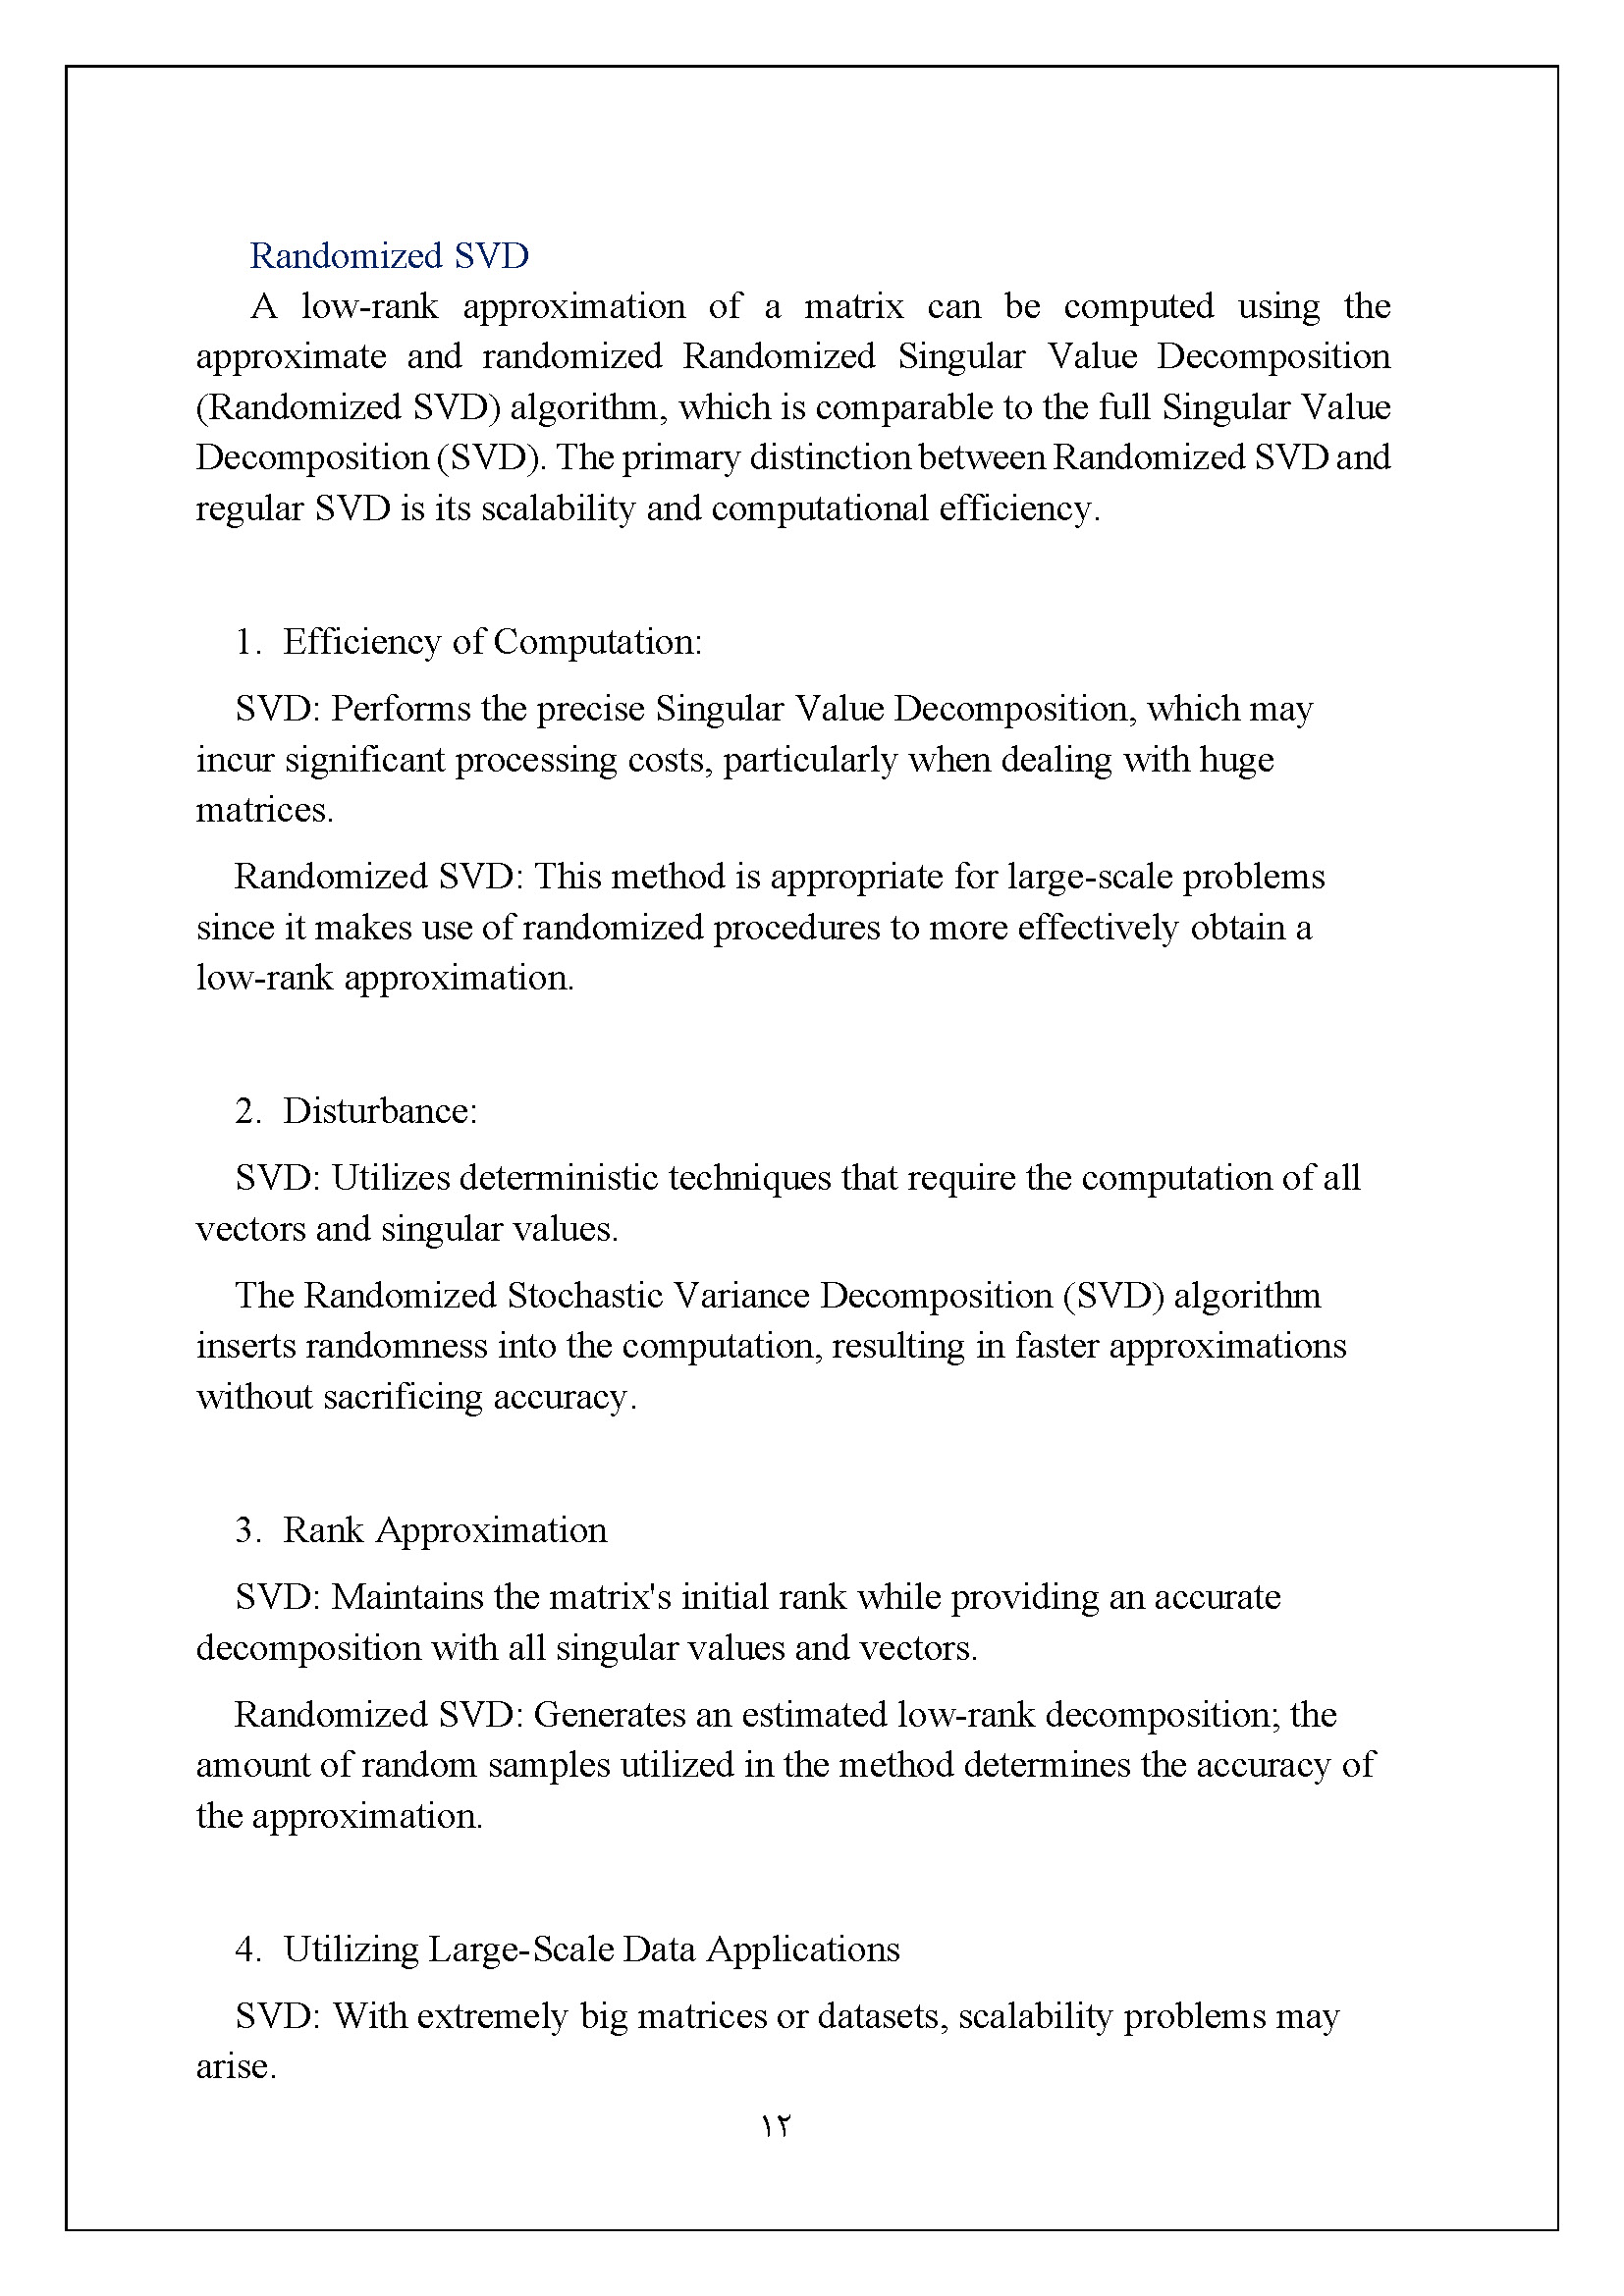 Randomized SVD
A low-rank approximation of a matrix can be computed using the
approximate and randomized Randomized Singular Value Decomposition
(Randomized SVD) algorithm, which is comparable to the full Singular Value
Decomposition (SVD). The primary distinction between Randomized SVD and
regular SVD is its scalability and computational efficiency.
1. Efficiency of Computation:
SVD: Performs the precise Singular Value Decomposition, which may
incur significant processing costs, particularly when dealing with huge
matrices.
Randomized SVD: This method is appropriate for large-scale problems
since it makes use of randomized procedures to more effectively obtain a
low-rank approximation.
2. Disturbance:
SVD: Utilizes deterministic techniques that require the computation of all
vectors and singular values.
The Randomized Stochastic Variance Decomposition (SVD) algorithm
inserts randomness into the computation, resulting in faster approximations
without sacrificing accuracy.
3. Rank Approximation
SVD: Maintains the matrix's initial rank while providing an accurate
decomposition with all singular values and vectors.
Randomized SVD: Generates an estimated low-rank decomposition; the
amount of random samples utilized in the method determines the accuracy of
the approximation.
4. Utilizing Large-Scale Data Applications
SVD: With extremely big matrices or datasets, scalability problems may
arise.
١٢